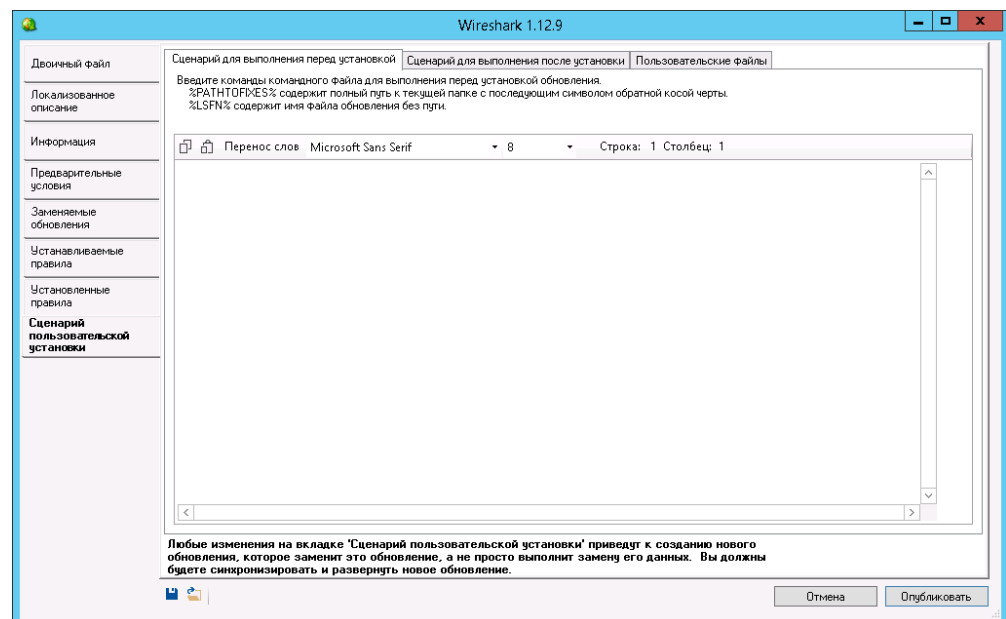 Wireshark 1.12.9
Двоичный файл
Локализованное
описание
Информация
Предварительные
условия
Заменяемые
обновления
Устанавливаемые
правила
Установленные
правила
Сценарий
пользовательской
установки
Сценарий для выполнения перед установкой Сценарий для выполнения после установки Пользовательские файлы
Введите команды командного файла для выполнения перед установкой обновления.
%PATHTOFIXES% содержит полный путь к текущей папке с последующим символом обратной косой черты.
%LSFN% содержит имя файла обновления без пути.
Перенос слов Microsoft Sans Serif 8 Строка: 1 Столбец: 1
Любые изменения на вкладке 'Сценарий пользовательской установки' приведут к созданию нового
обновления, которое заменит это обновление, а не просто выполнит замену его данных. Вы должны
будете синхронизировать и развернуть новое обновление.
Отмена Опубликовать